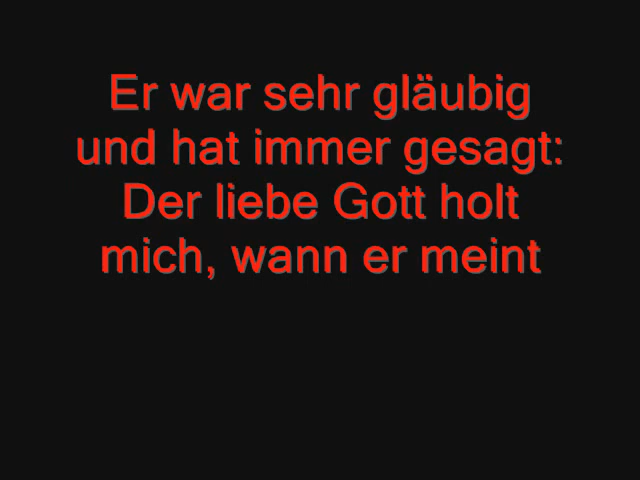 Er war sehr gläubig
und hat immer gesagt:
Der liebe Gott holt
mich, wann er meint